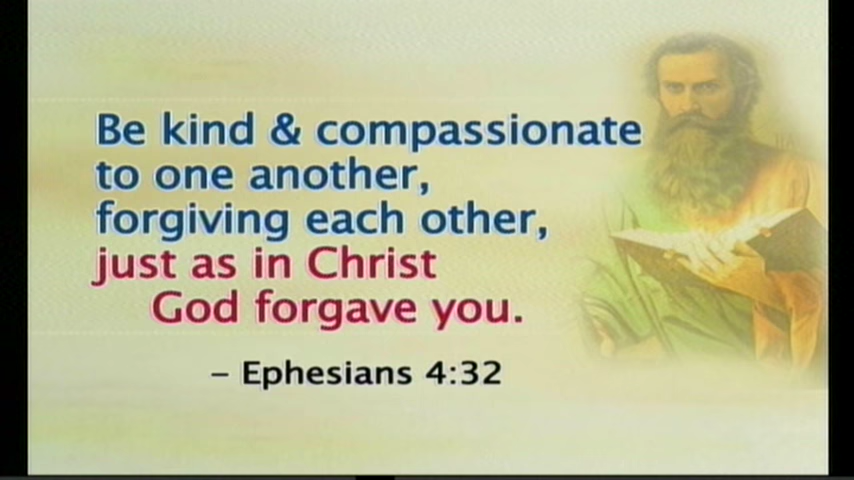 Be kind & compassionate
to one another,
forgiving each other,
just as in Christ
God forgave you.
– Ephesians 4:32